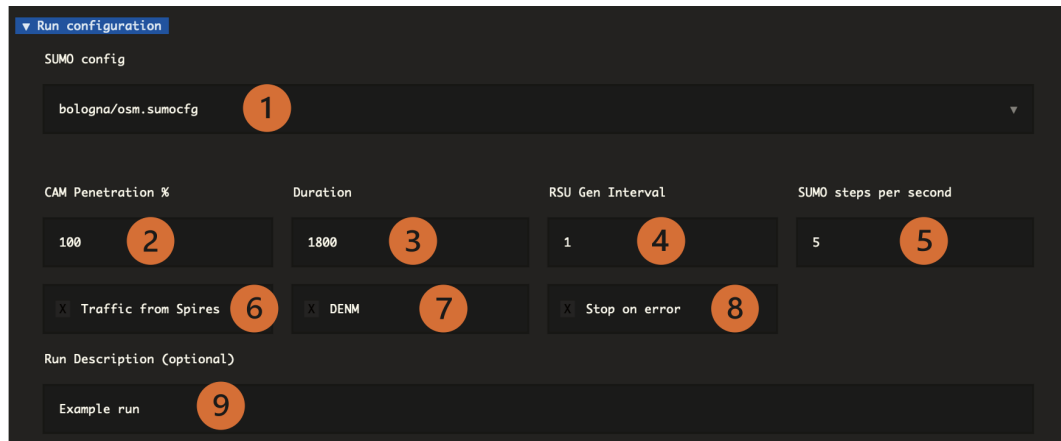 ▼ Run configuration
SUMO config
bologna/osm.sumocfg 1 ▼
CAM Penetration % Duration RSU Gen Interval SUMO steps per second
100 2 1800 3 1 4 5 5
X Traffic from Spires 6 X DENM 7 X Stop on error 8
Run Description (optional)
Example run 9